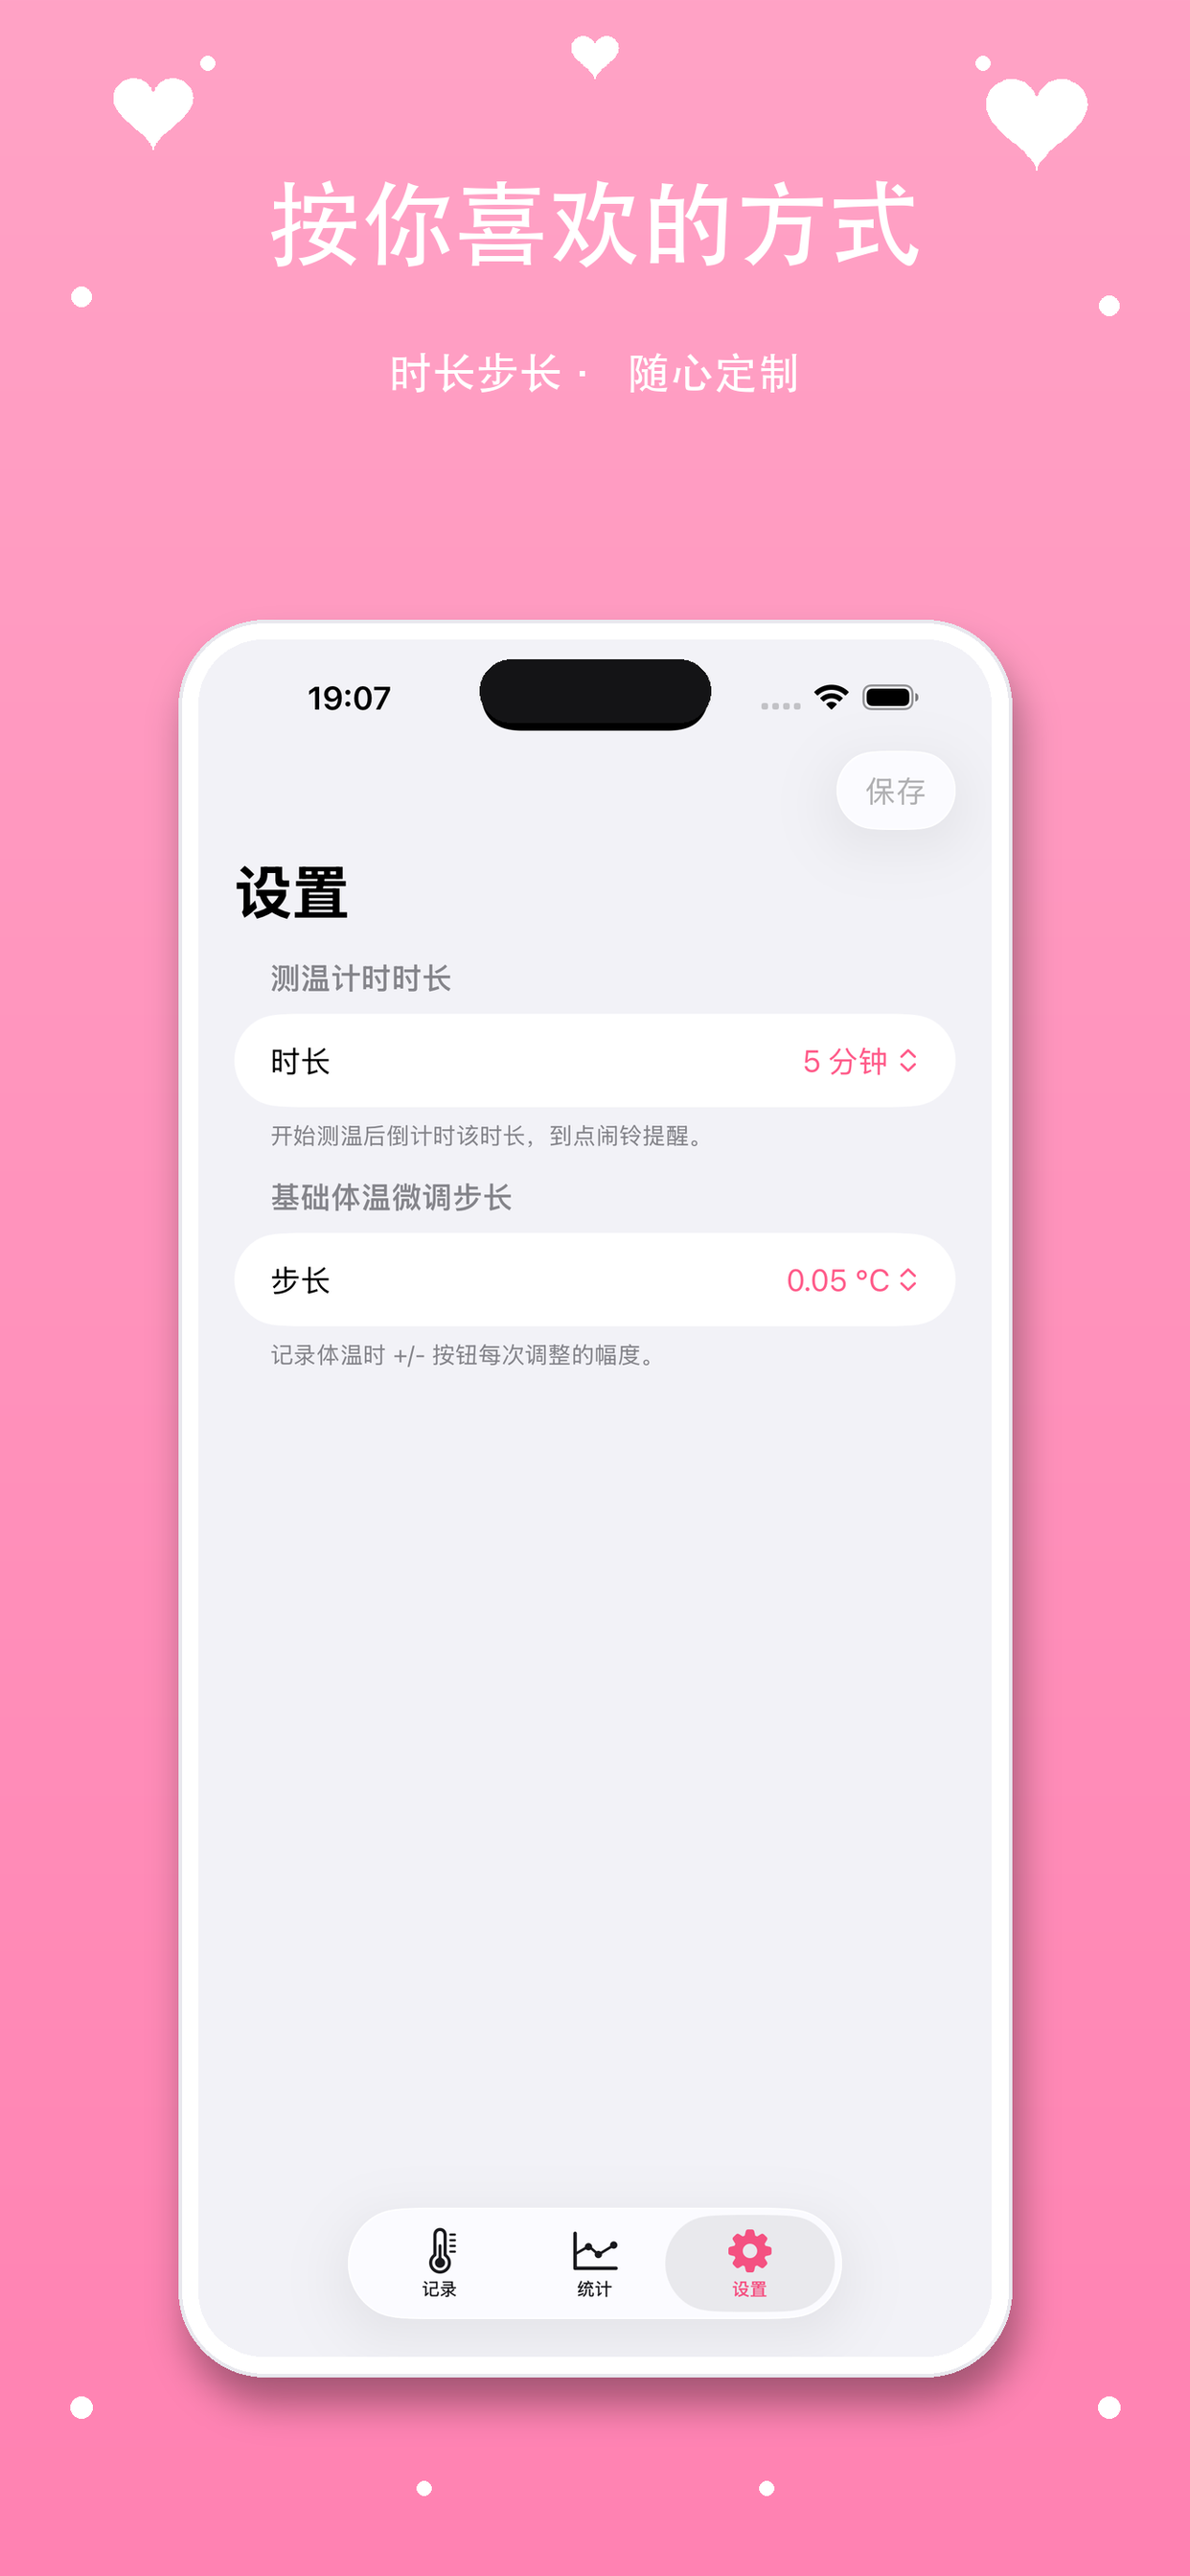 按你喜欢的方式
时长步长· 随心定制
19:07
保存
设置
测温计时时长
时长 5 分钟
开始测温后倒计时该时长，到点闹铃提醒。
基础体温微调步长
步长 0.05 °C
记录体温时 +/- 按钮每次调整的幅度。
记录 统计 设置